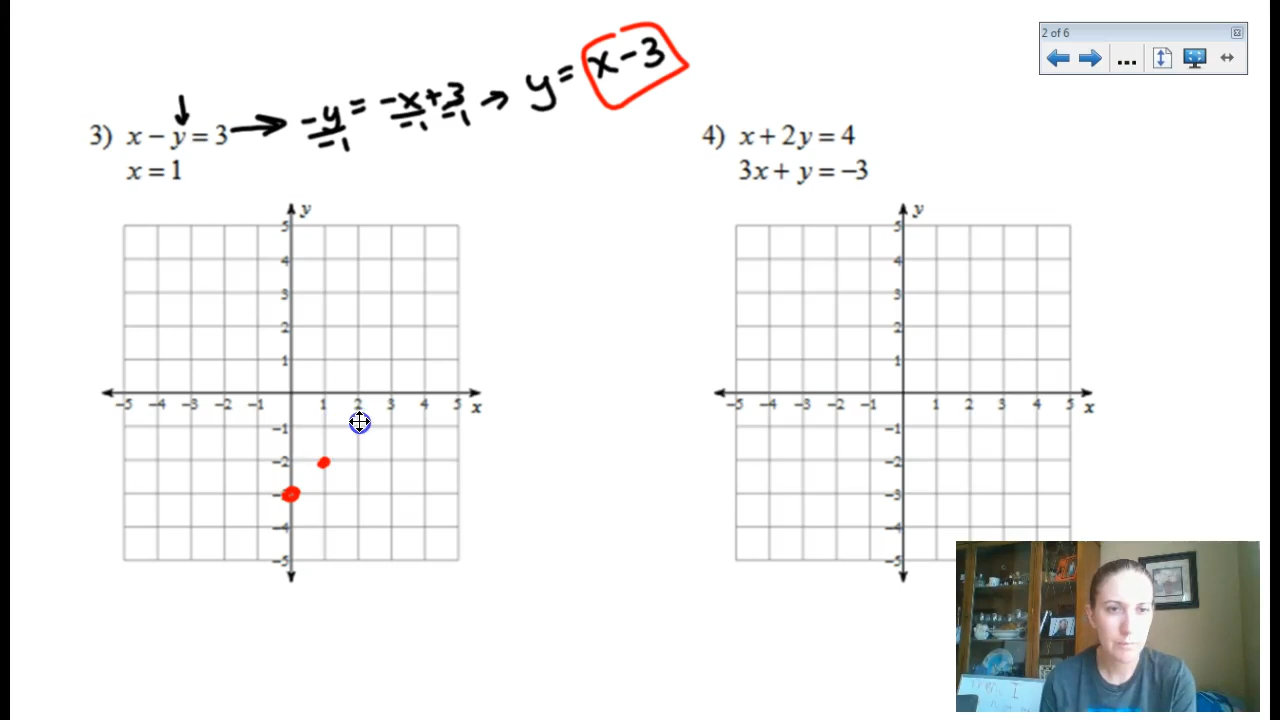 2 of 6
3) x − y = 3 → -y/-1 = -x/-1 + 3/-1 → y = x - 3
x = 1
4) x + 2y = 4
3x + y = −3
y
5
4
3
2
1
−5 −4 −3 −2 −1 1 2 3 4 5 x
−1
−2
−4
−5
y
5
4
3
2
1
−5 −4 −3 −2 −1 1 2 3 4 5 x
−1
−2
−3
−4
−5